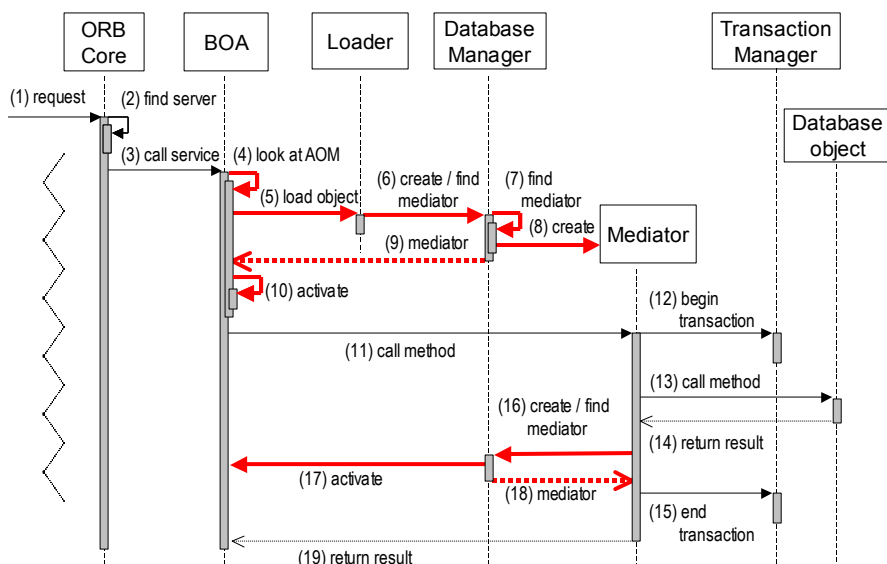 ORB
Core
BOA
Loader
Database
Manager
Transaction
Manager
(1) request
(2) find server
Database
object
(3) call service
(4) look at AOM
(5) load object
(6) create / find
mediator
(7) find
mediator
(8) create
Mediator
(9) mediator
(10) activate
(12) begin
transaction
(11) call method
(13) call method
(16) create / find
mediator
(14) return result
(17) activate
(18) mediator
(15) end
transaction
(19) return result